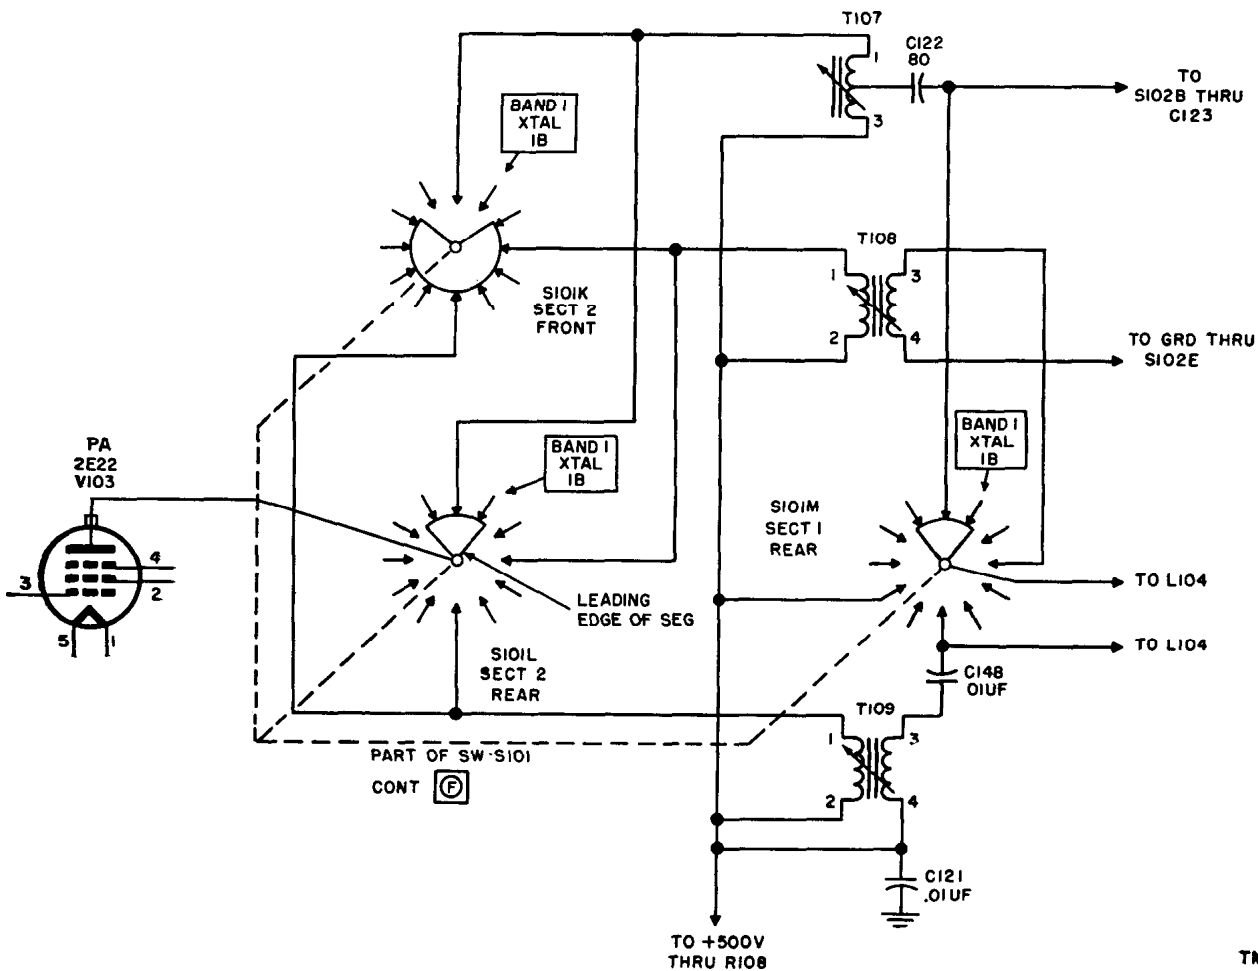 T107
1
3
C122
80
TO
S102B THRU
C123
BAND 1
XTAL
1B
S101K
SECT 2
FRONT
T108
1
2
3
4
TO GRD THRU
S102E
PA
2E22
V103
3
4
2
5
1
BAND 1
XTAL
1B
LEADING
EDGE OF SEG
S101L
SECT 2
REAR
S101M
SECT 1
REAR
BAND 1
XTAL
1B
TO L104
TO L104
C148
.01UF
T109
1
2
3
4
PART OF SW-S101
CONT F
C121
.01UF
TO +500V
THRU R108